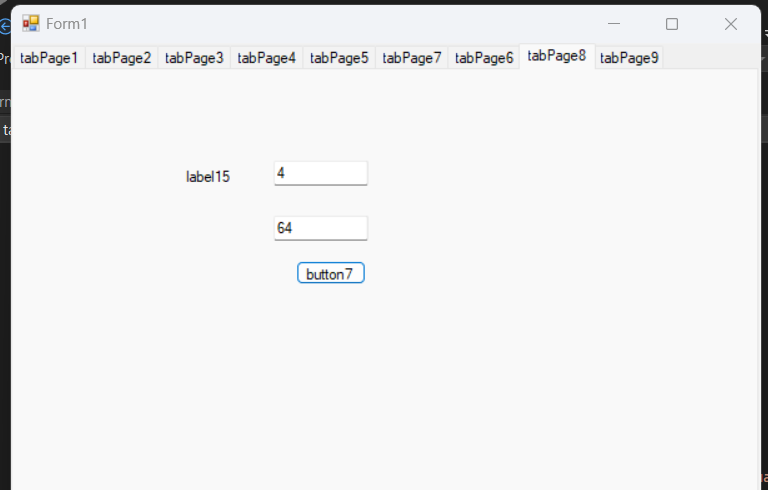 Form1
tabPage1 tabPage2 tabPage3 tabPage4 tabPage5 tabPage7 tabPage6 tabPage8 tabPage9
label15 4
64
button7